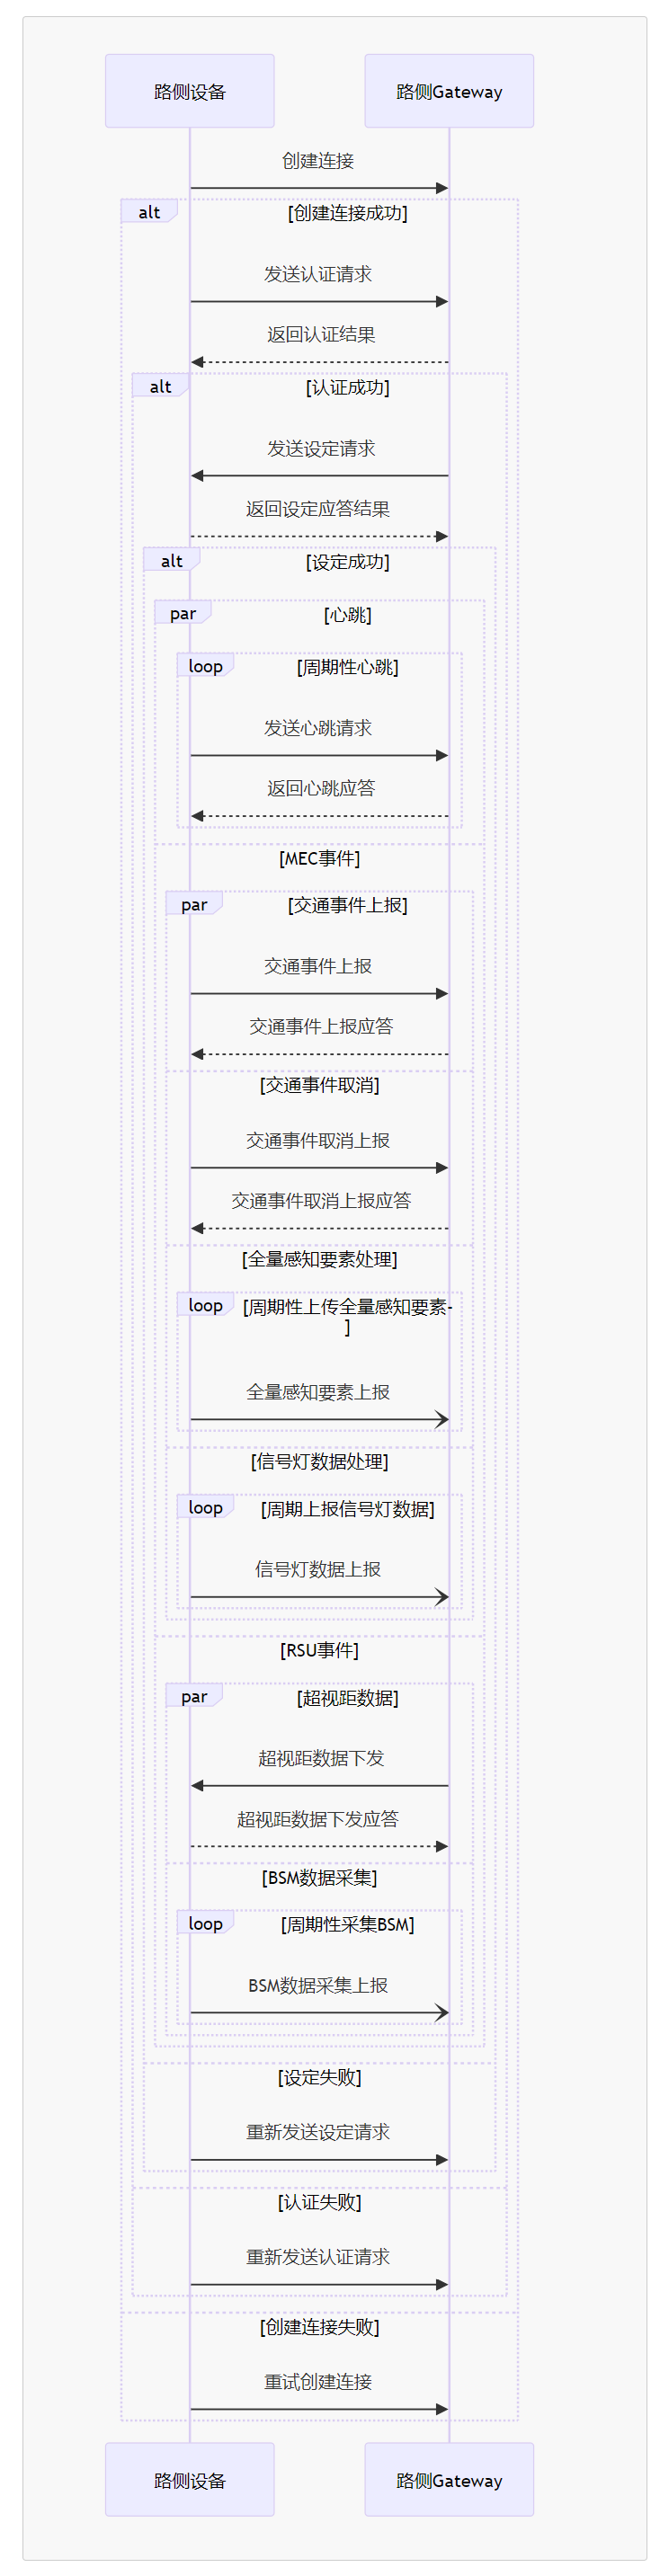 路侧设备
路侧Gateway
创建连接
alt
[创建连接成功]
发送认证请求
返回认证结果
alt
[认证成功]
发送设定请求
返回设定应答结果
alt
[设定成功]
par
[心跳]
loop
[周期性心跳]
发送心跳请求
返回心跳应答
[MEC事件]
par
[交通事件上报]
交通事件上报
交通事件上报应答
[交通事件取消]
交通事件取消上报
交通事件取消上报应答
[全量感知要素处理]
loop
[周期性上传全量感知要素-
]
全量感知要素上报
[信号灯数据处理]
loop
[周期上报信号灯数据]
信号灯数据上报
[RSU事件]
par
[超视距数据]
超视距数据下发
超视距数据下发应答
[BSM数据采集]
loop
[周期性采集BSM]
BSM数据采集上报
[设定失败]
重新发送设定请求
[认证失败]
重新发送认证请求
[创建连接失败]
重试创建连接
路侧设备
路侧Gateway